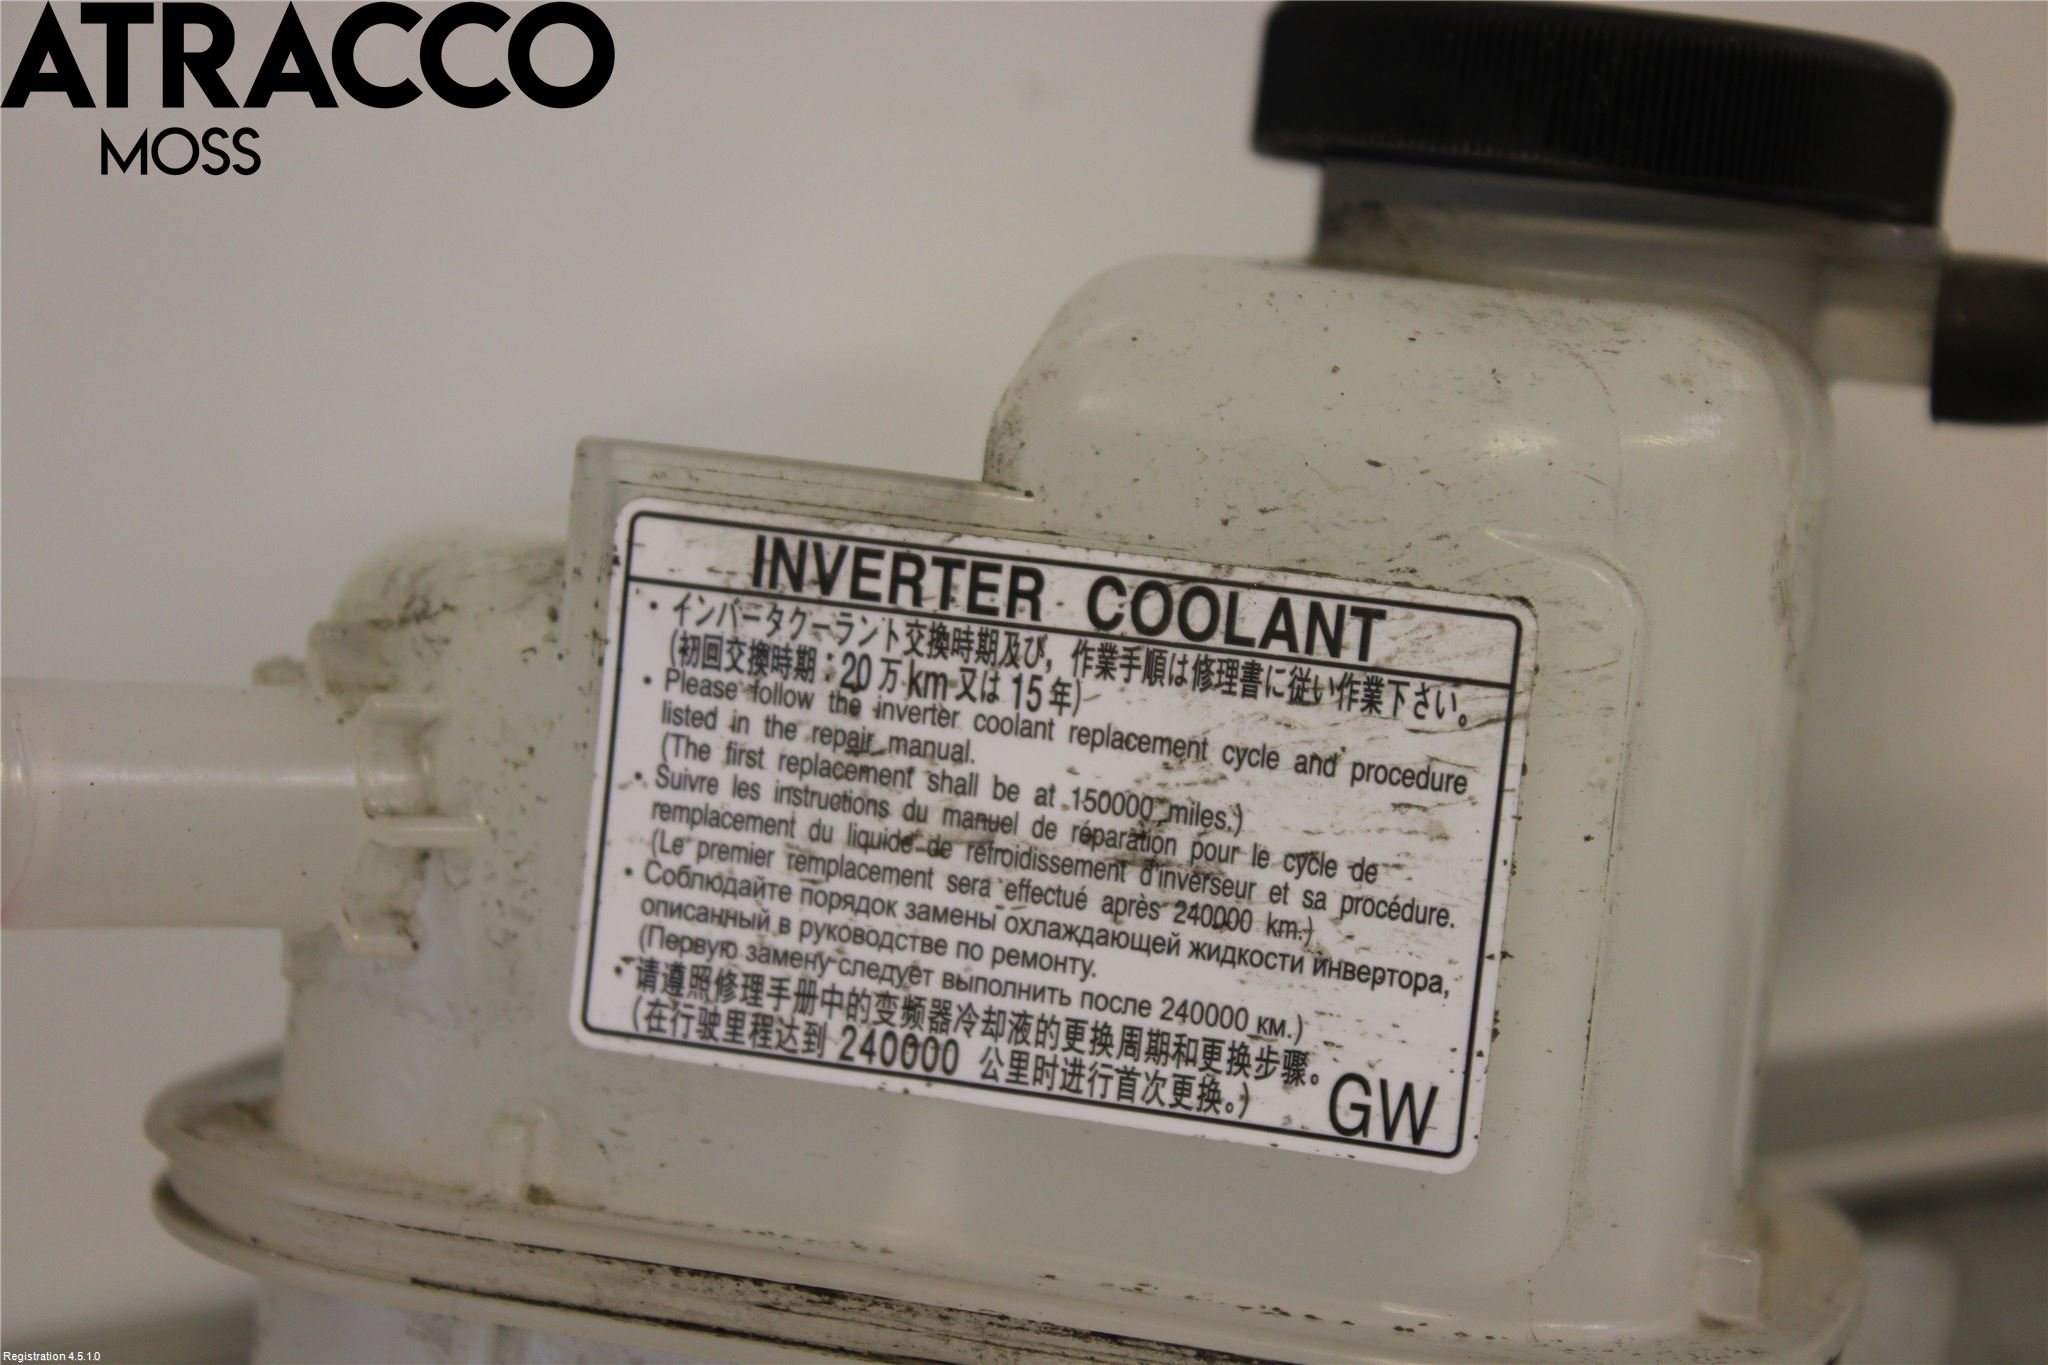 ATRACCO
MOSS
INVERTER COOLANT
・インバータクーラント交換時期及び，作業手順は修理書に従い作業下さい。
(初回交換時期：20万km又は15年)
・Please follow the inverter coolant replacement cycle and procedure
listed in the repair manual.
(The first replacement shall be at 150000 miles.)
・Suivre les instructions du manuel de réparation pour le cycle de
remplacement du liquide de refroidissement d'inverseur et sa procédure.
(Le premier remplacement sera effectué après 240000 km.)
・Соблюдайте порядок замены охлаждающей жидкости инвертора,
описанный в руководстве по ремонту.
(Первую замену следует выполнить после 240000 км.)
・请遵照修理手册中的变频器冷却液的更换周期和更换步骤。
(在行驶里程达到 240000 公里时进行首次更换。)
GW
Registration 4.5.1.0